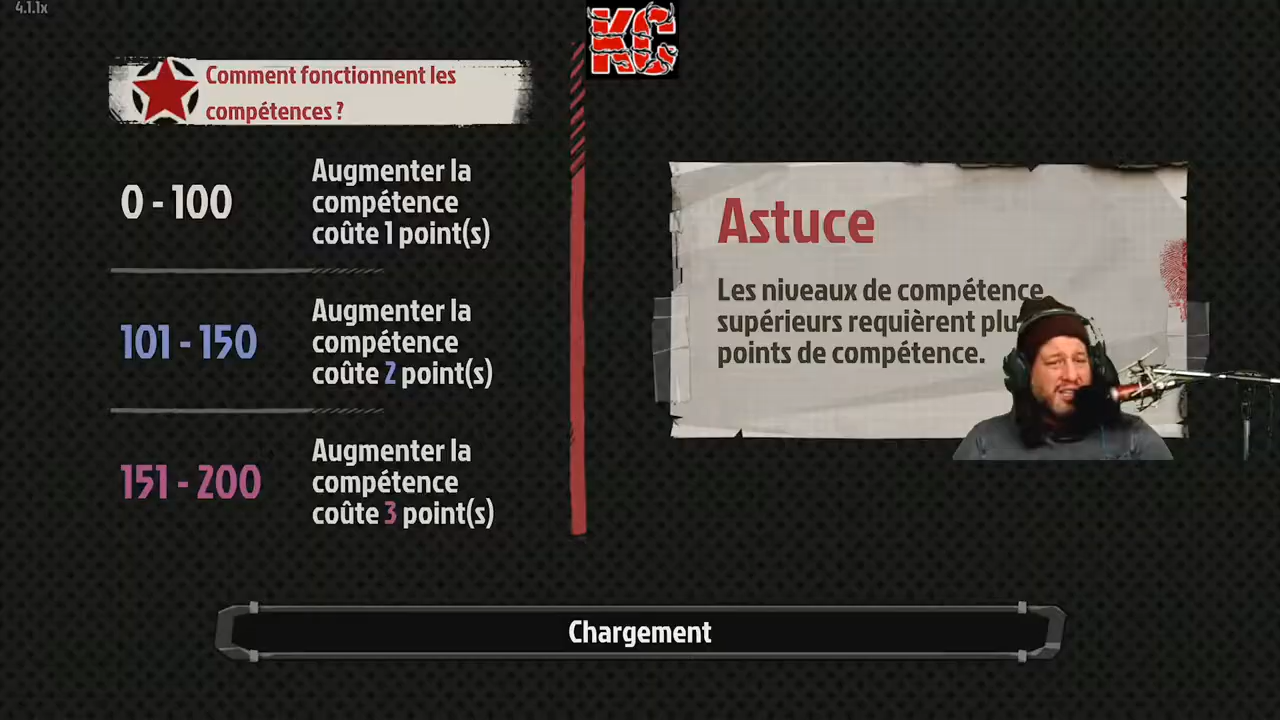 4.1.1x
KC
Comment fonctionnent les
compétences ?
0 - 100
Augmenter la
compétence
coûte 1 point(s)
101 - 150
Augmenter la
compétence
coûte 2 point(s)
151 - 200
Augmenter la
compétence
coûte 3 point(s)
Astuce
Les niveaux de compétence
supérieurs requièrent
points de compétence.
Chargement